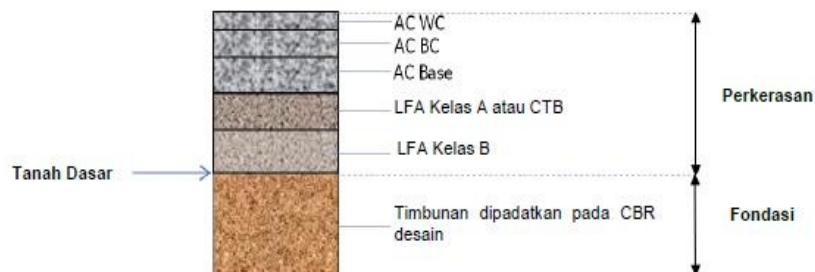 AC WC
AC BC
AC Base
LFA Kelas A atau CTB
LFA Kelas B
Perkerasan
Tanah Dasar
Timbunan dipadatkan pada CBR
desain
Fondasi